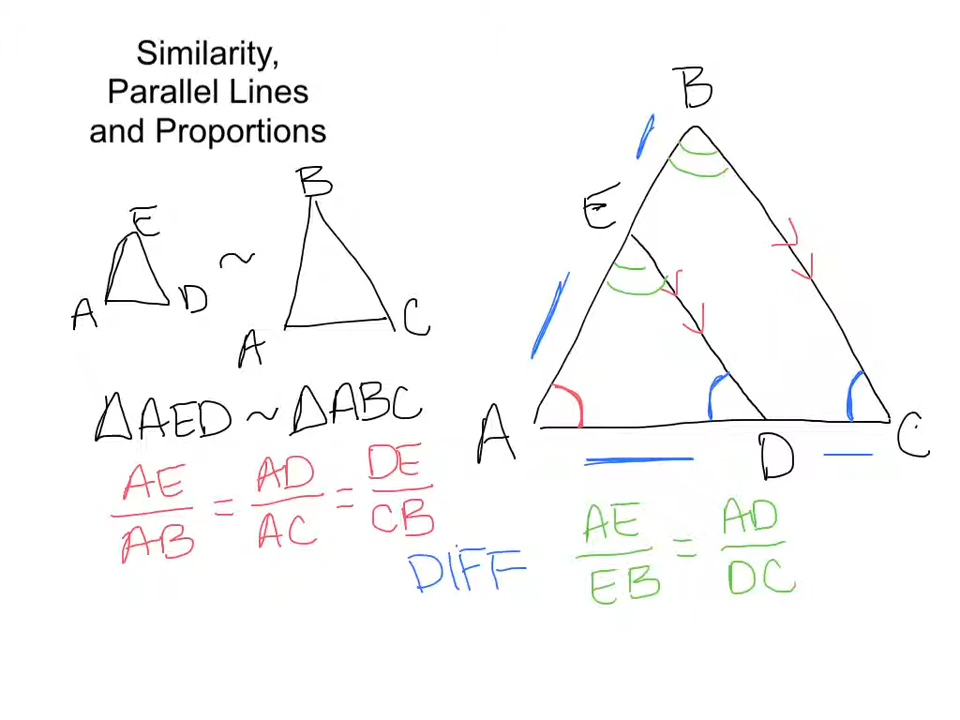 Similarity,
Parallel Lines
and Proportions
E
A
D
~
B
A
C
△AED ~ △ABC
AE/AB = AD/AC = DE/CB
B
E
A
D
C
DIFF
AE/EB = AD/DC